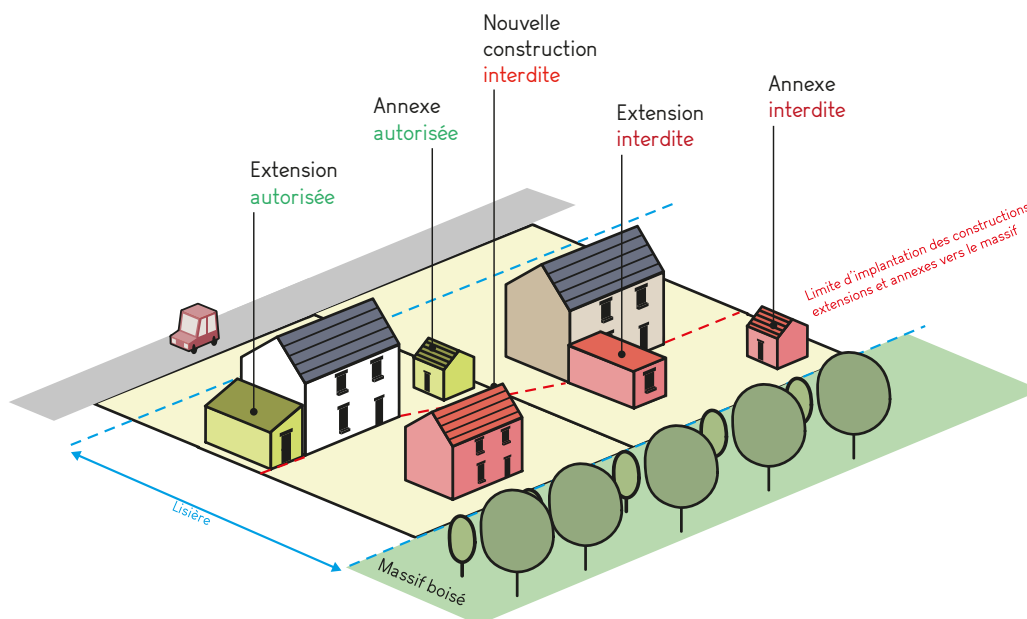 Nouvelle
construction
interdite
Annexe
interdite
Annexe
autorisée
Extension
interdite
Extension
autorisée
Limite d'implantation des constructions
extensions et annexes vers le massif
Lisière
Massif boisé